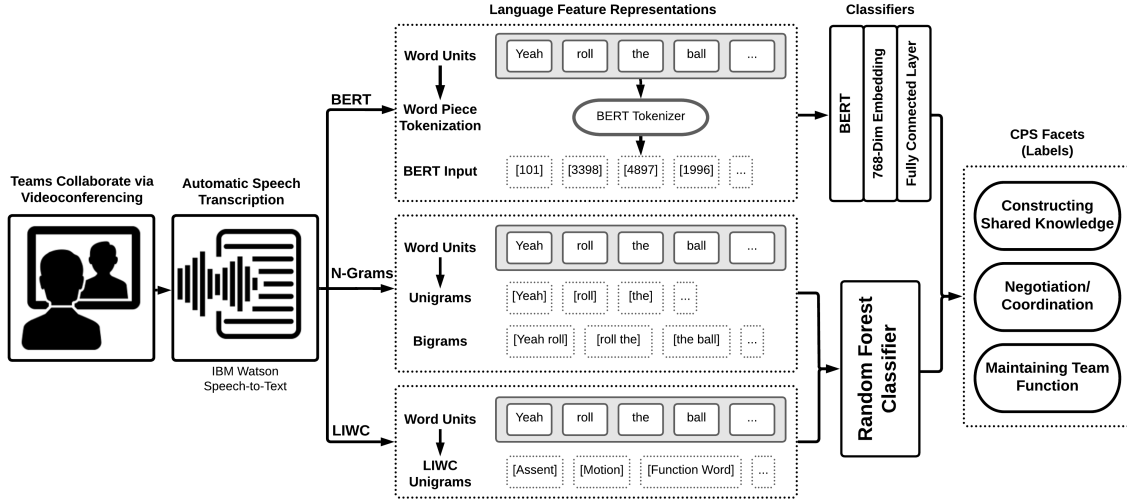 Language Feature Representations
Classifiers
Teams Collaborate via
Videoconferencing
Automatic Speech
Transcription
IBM Watson
Speech-to-Text
BERT
N-Grams
LIWC
Word Units
Yeah roll the ball ...
Word Piece
Tokenization
BERT Tokenizer
BERT Input
[101] [3398] [4897] [1996] ...
Word Units
Yeah roll the ball ...
Unigrams
[Yeah] [roll] [the] ...
Bigrams
[Yeah roll] [roll the] [the ball] ...
Word Units
Yeah roll the ball ...
LIWC
Unigrams
[Assent] [Motion] [Function Word] ...
BERT
768-Dim Embedding
Fully Connected Layer
Random Forest
Classifier
CPS Facets
(Labels)
Constructing
Shared Knowledge
Negotiation/
Coordination
Maintaining Team
Function